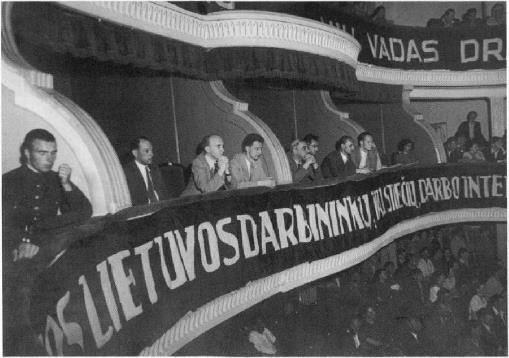 VADAS DR
OS LIETUVOS DARBININKŲ, VALSTIEČIŲ, DARBO INTE